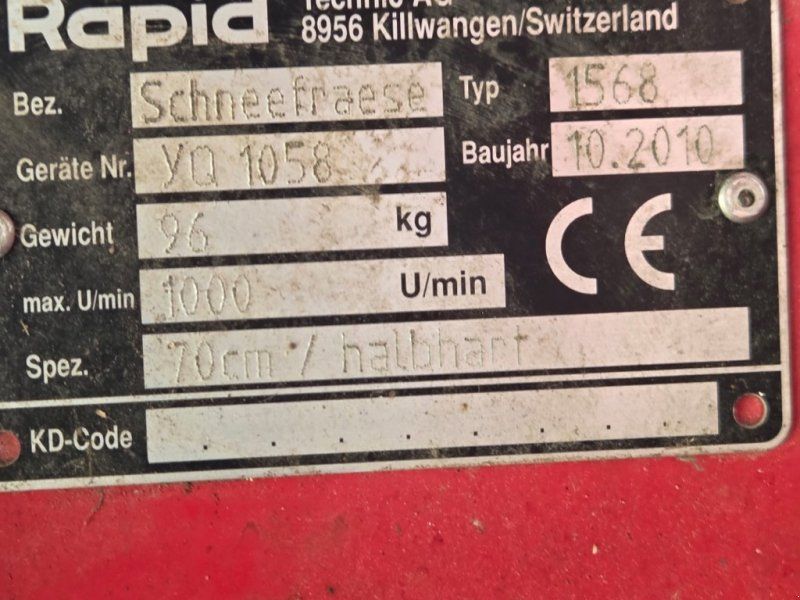 Rapid
Technic AG
8956 Killwangen/Switzerland
Bez. Schneefraese Typ 1568
Geräte Nr. YQ 1058 Baujahr 10.2010
Gewicht 96 kg CE
max. U/min 1000 U/min
Spez. 70cm / halbhart
KD-Code . . . . . . . .